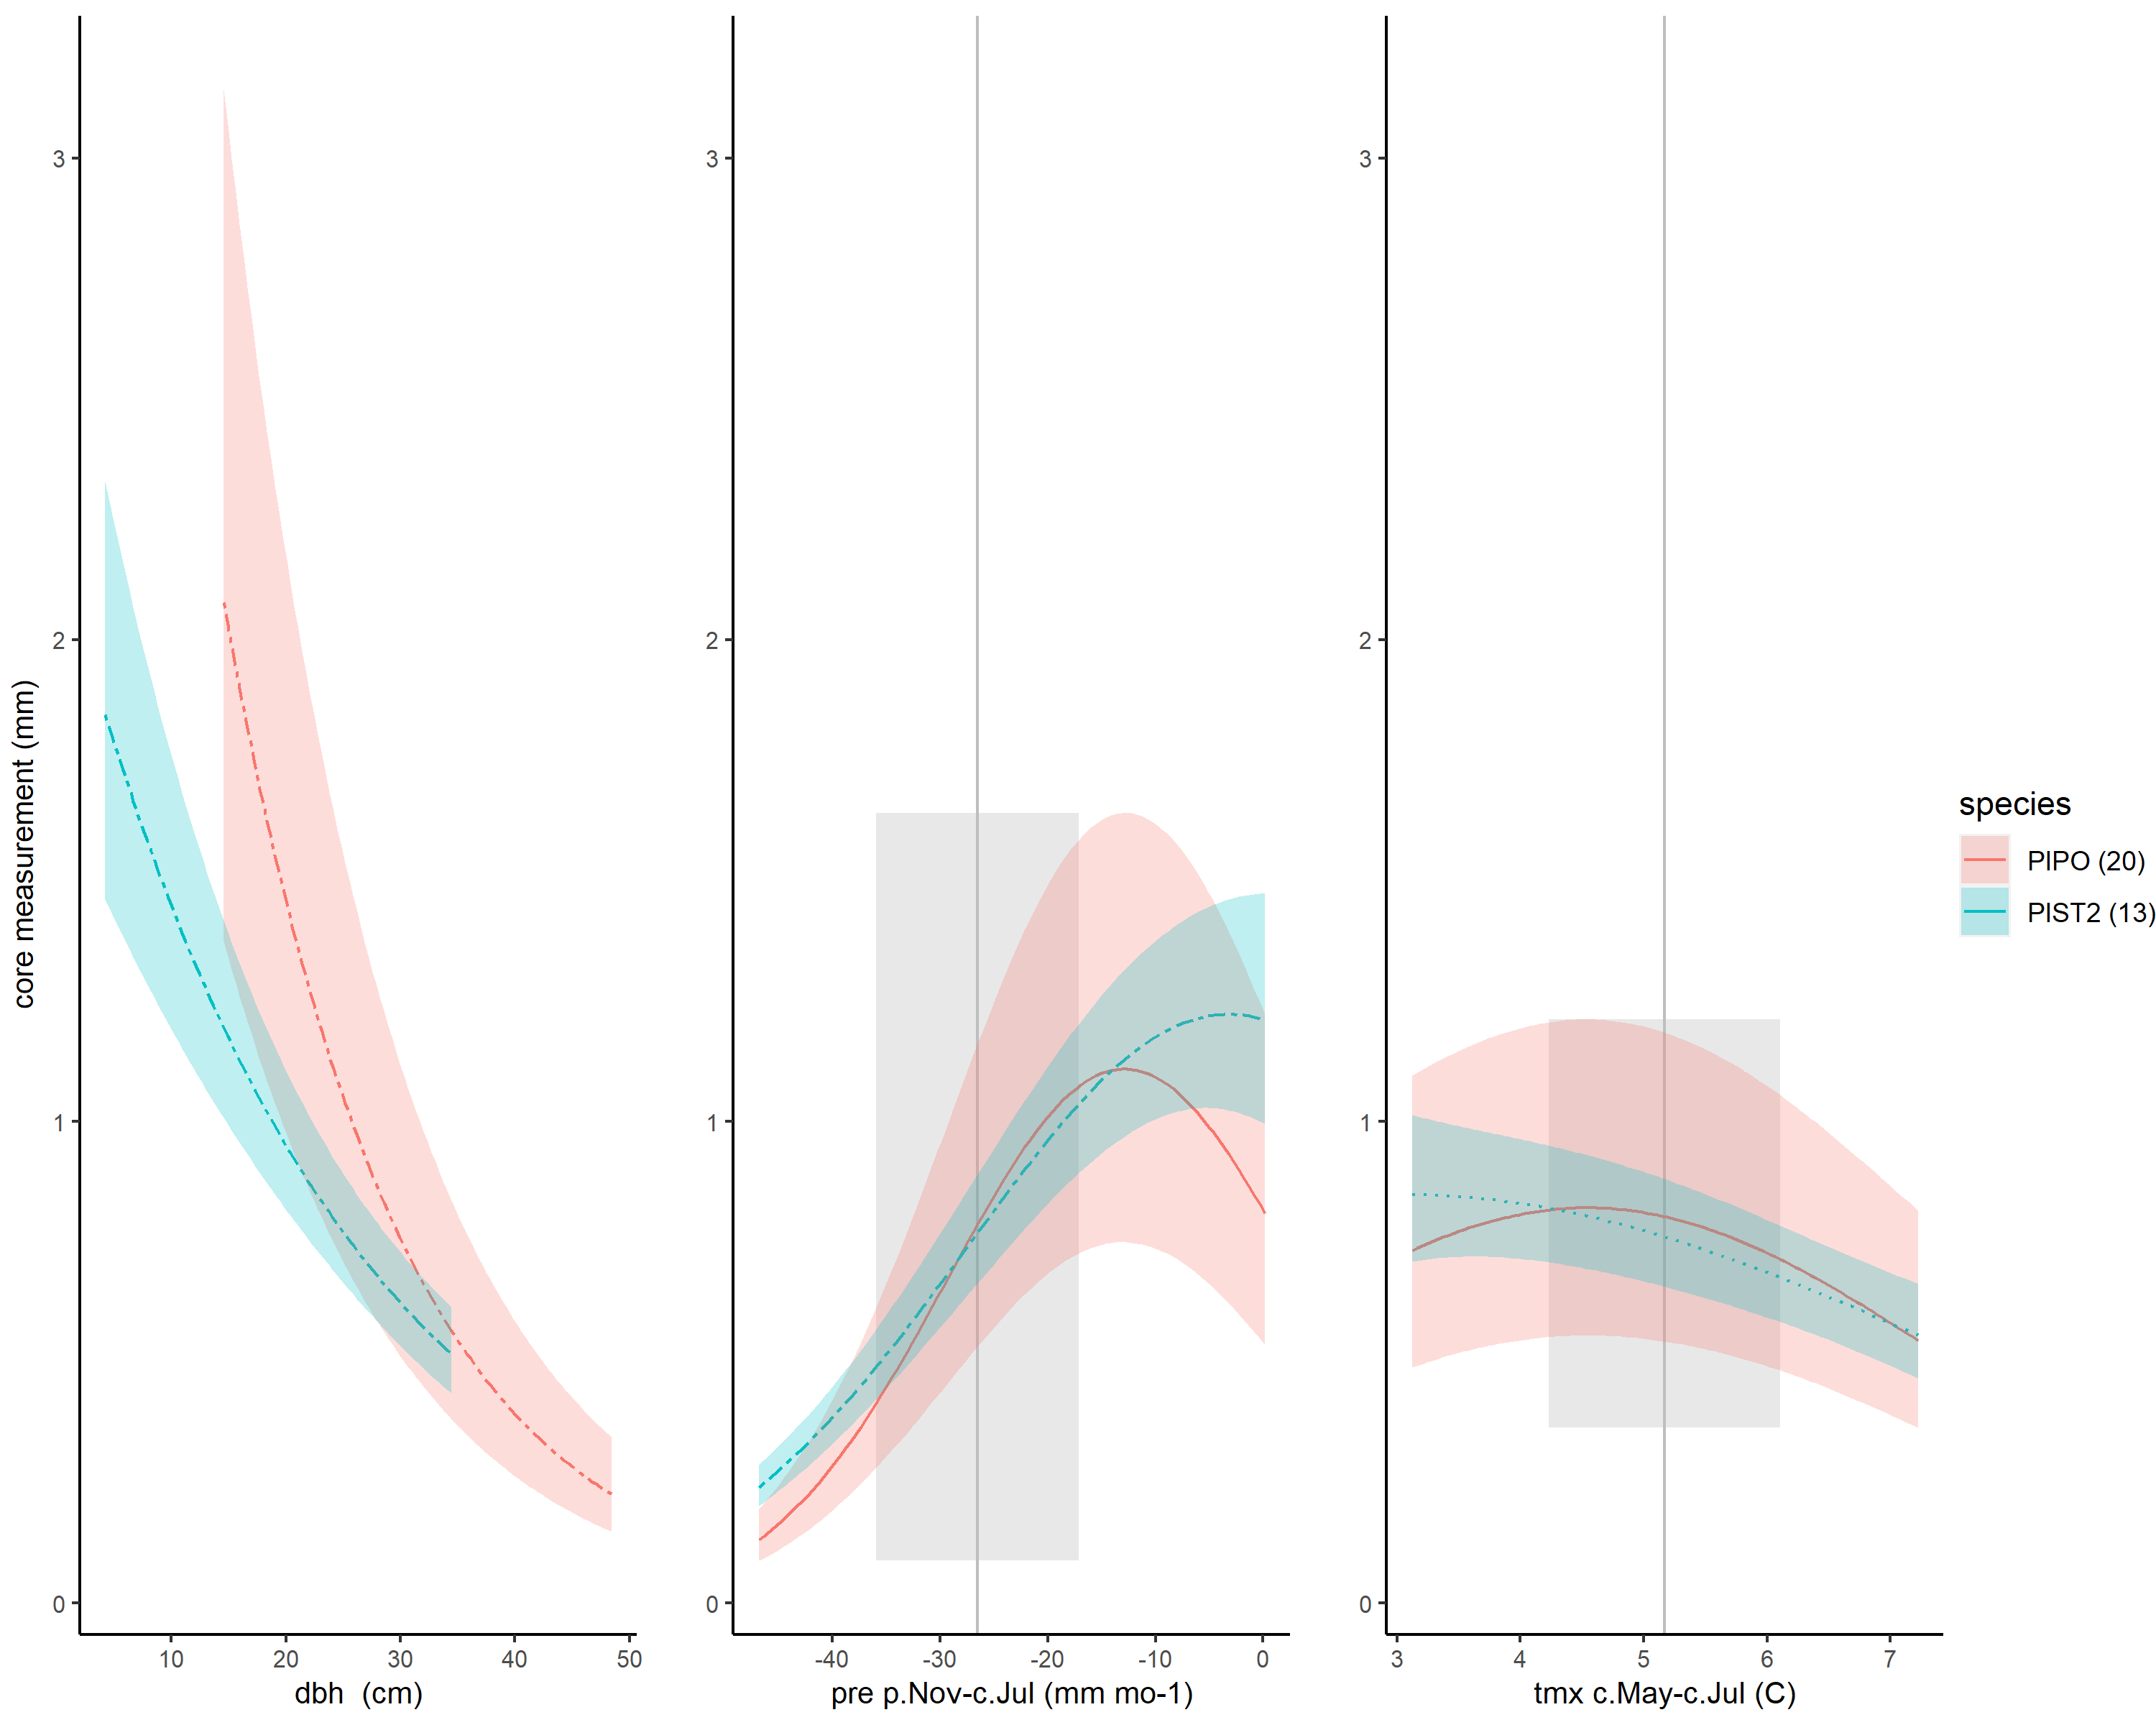 core measurement (mm)
3
2
1
0
10 20 30 40 50
dbh (cm)
3
2
1
0
-40 -30 -20 -10 0
pre p.Nov-c.Jul (mm mo-1)
3
2
1
0
3 4 5 6 7
tmx c.May-c.Jul (C)
species
PIPO (20)
PIST2 (13)